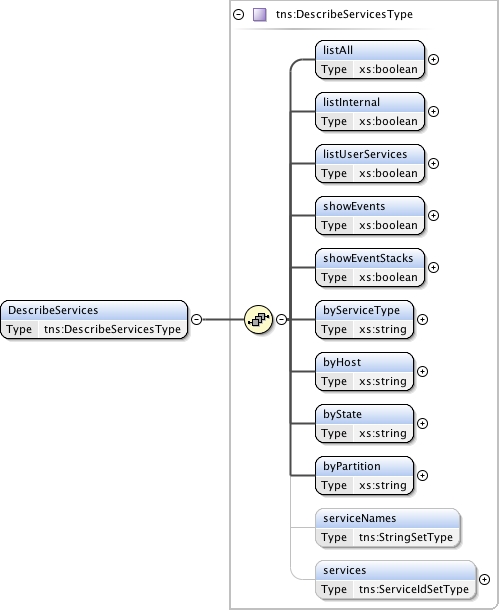 tns:DescribeServicesType
listAll
Type xs:boolean
listInternal
Type xs:boolean
listUserServices
Type xs:boolean
showEvents
Type xs:boolean
showEventStacks
Type xs:boolean
DescribeServices
Type tns:DescribeServicesType
byServiceType
Type xs:string
byHost
Type xs:string
byState
Type xs:string
byPartition
Type xs:string
serviceNames
Type tns:StringSetType
services
Type tns:ServiceIdSetType